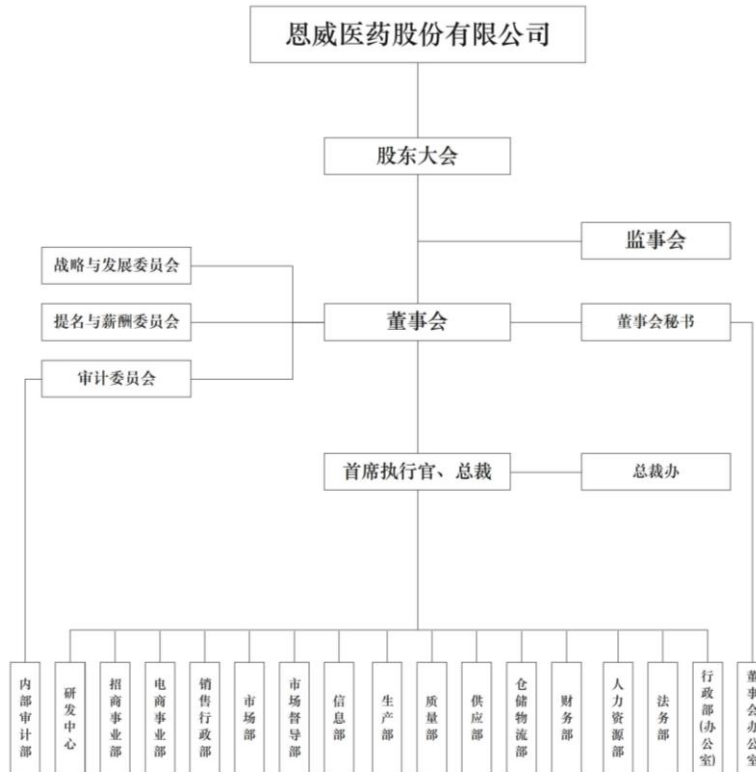 恩威医药股份有限公司
股东大会
监事会
战略与发展委员会
提名与薪酬委员会
董事会
董事会秘书
审计委员会
首席执行官、总裁
总裁办
内部审计部
研发中心
招商事业部
电商事业部
销售行政部
市场部
市场督导部
信息部
生产部
质量部
供应部
仓储物流部
财务部
人力资源部
法务部
行政部(办公室)
董事会办公室